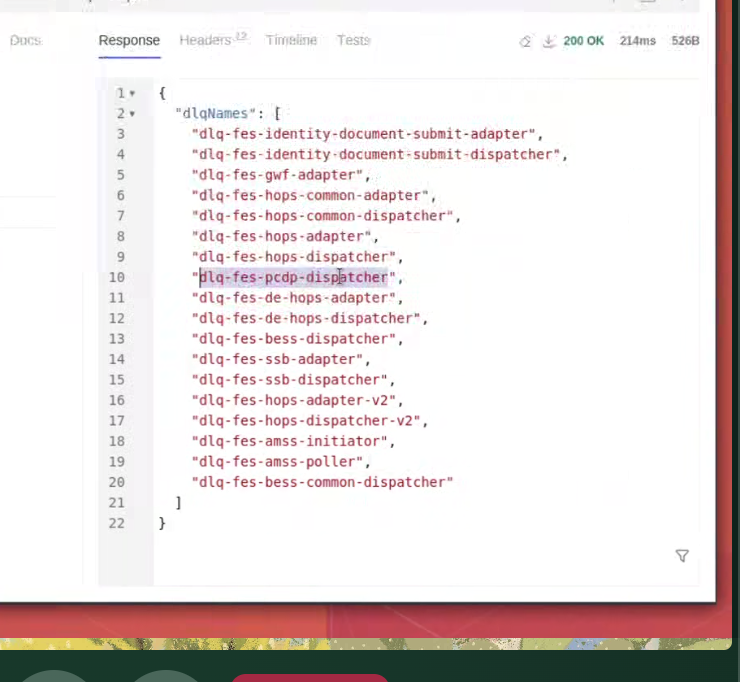 Docs
Response Headers 12 Timeline Tests 200 OK 214ms 526B
1 {
2 "dlqNames": [
3 "dlq-fes-identity-document-submit-adapter",
4 "dlq-fes-identity-document-submit-dispatcher",
5 "dlq-fes-gwf-adapter",
6 "dlq-fes-hops-common-adapter",
7 "dlq-fes-hops-common-dispatcher",
8 "dlq-fes-hops-adapter",
9 "dlq-fes-hops-dispatcher",
10 "dlq-fes-pcdp-dispatcher",
11 "dlq-fes-de-hops-adapter",
12 "dlq-fes-de-hops-dispatcher",
13 "dlq-fes-bess-dispatcher",
14 "dlq-fes-ssb-adapter",
15 "dlq-fes-ssb-dispatcher",
16 "dlq-fes-hops-adapter-v2",
17 "dlq-fes-hops-dispatcher-v2",
18 "dlq-fes-amss-initiator",
19 "dlq-fes-amss-poller",
20 "dlq-fes-bess-common-dispatcher"
21 ]
22 }